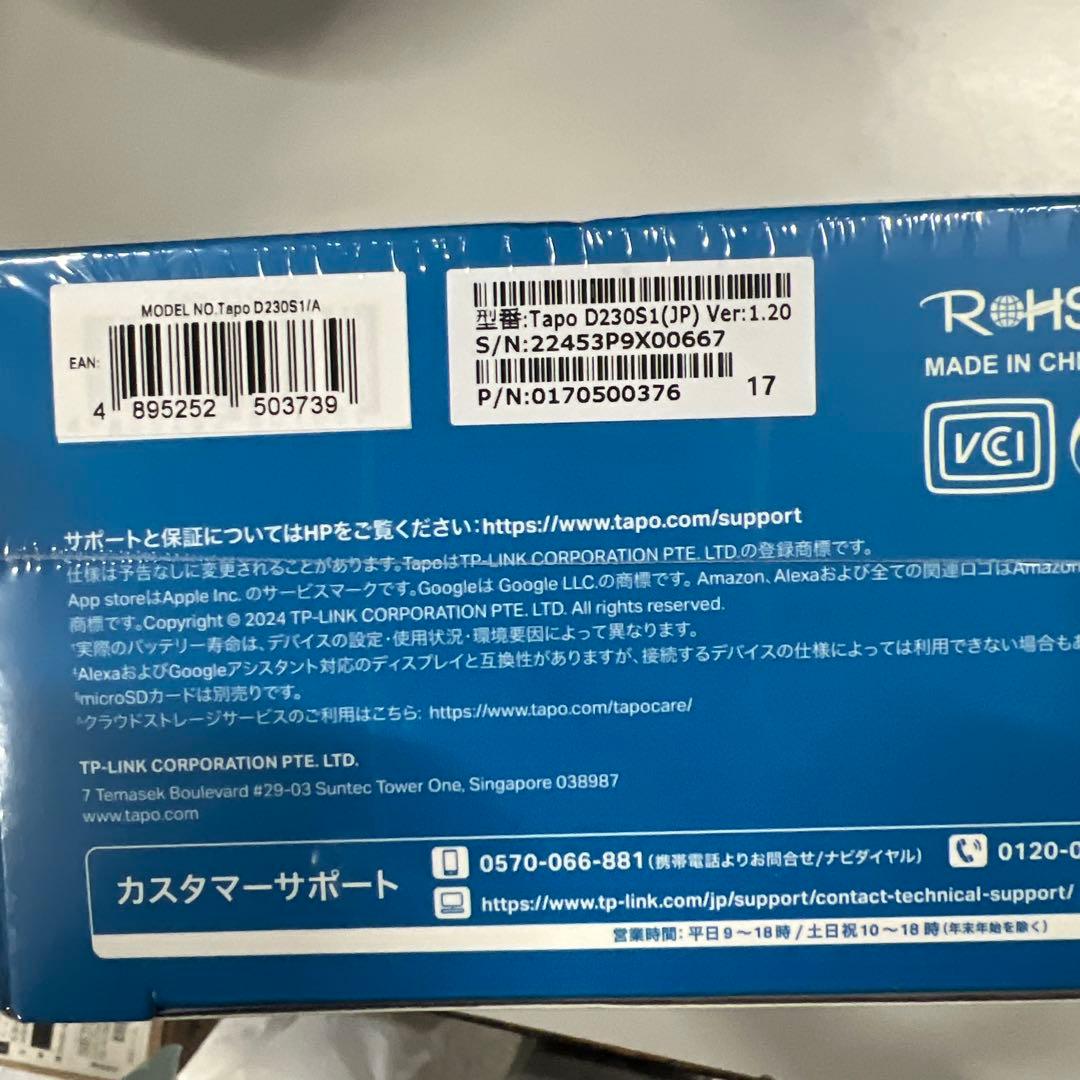 MODEL NO.Tapo D230S1/A
EAN:
4 895252 503739
型番:Tapo D230S1(JP) Ver:1.20
S/N:22453P9X00667
P/N:0170500376 17
RoHS
MADE IN CHI
VCCI
サポートと保証についてはHPをご覧ください:https://www.tapo.com/support
仕様は予告なしに変更されることがあります。TapoはTP-LINK CORPORATION PTE. LTD.の登録商標です。
App storeはApple Inc. のサービスマークです。Googleは Google LLC.の商標です。Amazon、Alexaおよび全ての関連ロゴはAmazon
商標です。Copyright © 2024 TP-LINK CORPORATION PTE. LTD. All rights reserved.
実際のバッテリー寿命は、デバイスの設定・使用状況・環境要因によって異なります。
AlexaおよびGoogleアシスタント対応のディスプレイと互換性がありますが、接続するデバイスの仕様によっては利用できない場合もあ
microSDカードは別売りです。
クラウドストレージサービスのご利用はこちら: https://www.tapo.com/tapocare/
TP-LINK CORPORATION PTE. LTD.
7 Temasek Boulevard #29-03 Suntec Tower One, Singapore 038987
www.tapo.com
カスタマーサポート
0570-066-881(携帯電話よりお問合せ/ナビダイヤル)
0120-0
https://www.tp-link.com/jp/support/contact-technical-support/
営業時間: 平日9〜18時 / 土日祝10〜18時(年末年始を除く)